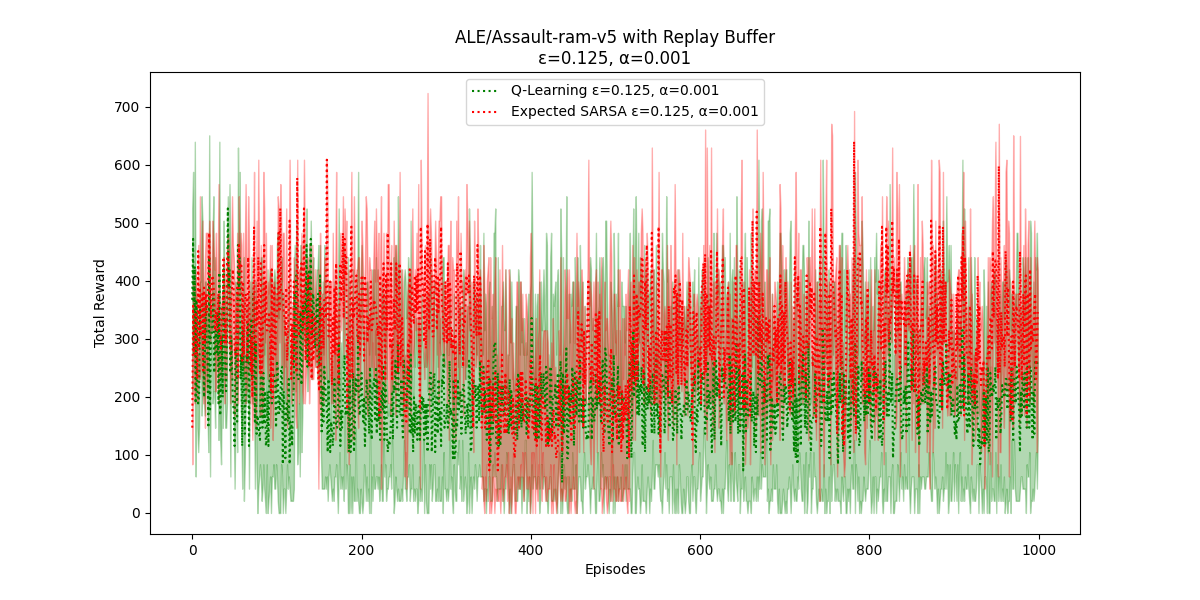 ALE/Assault-ram-v5 with Replay Buffer
ε=0.125, α=0.001
Q-Learning ε=0.125, α=0.001
Expected SARSA ε=0.125, α=0.001
Total Reward
700
600
500
400
300
200
100
0
0 200 400 600 800 1000
Episodes